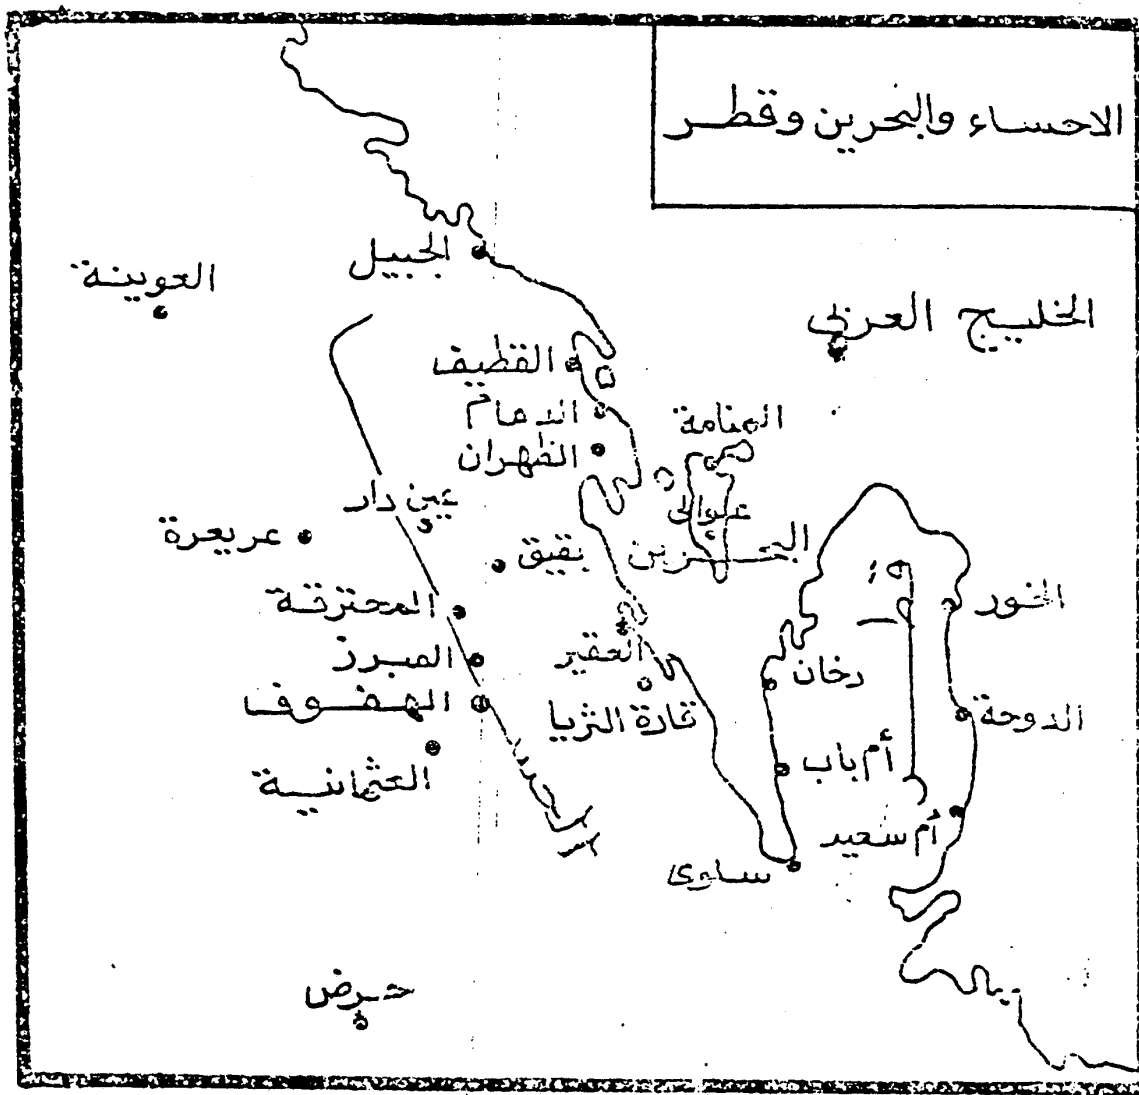 الاحساء والبحرين وقطر
الجبيل
العوينة
الخليج العربي
القطيف
الدمام
المنامة
الظهران
عين دار
عوالي
عريعرة
بقيق
البحرين
المحترقة
الخور
المبرز
العقير
دخان
الهفوف
قارة الثريا
الدوحة
العثمانية
أم باب
أم سعيد
سلوى
حرض